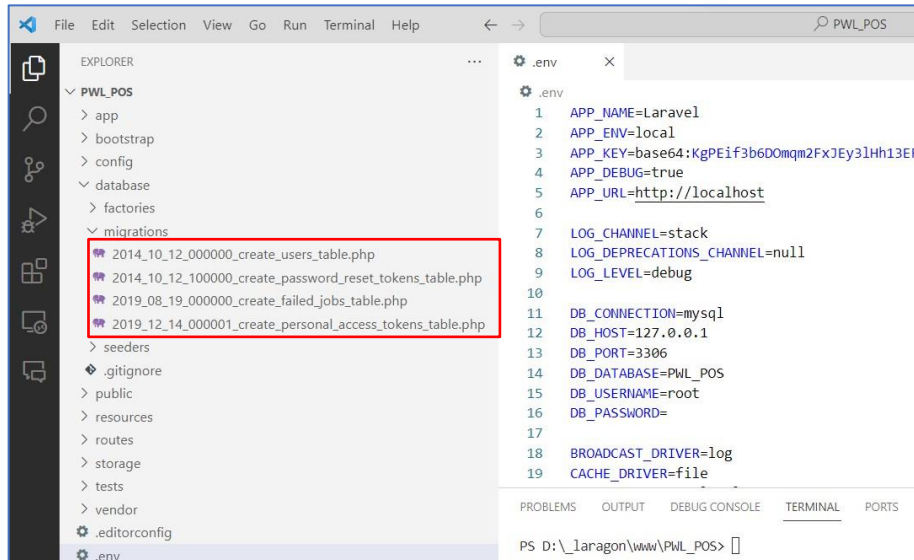 File Edit Selection View Go Run Terminal Help
PWL_POS
EXPLORER
PWL_POS
app
bootstrap
config
database
factories
migrations
2014_10_12_000000_create_users_table.php
2014_10_12_100000_create_password_reset_tokens_table.php
2019_08_19_000000_create_failed_jobs_table.php
2019_12_14_000001_create_personal_access_tokens_table.php
seeders
.gitignore
public
resources
routes
storage
tests
vendor
.editorconfig
.env
.env
.env
1 APP_NAME=Laravel
2 APP_ENV=local
3 APP_KEY=base64:
4 APP_DEBUG=true
5 APP_URL=http://localhost
6
7 LOG_CHANNEL=stack
8 LOG_DEPRECATIONS_CHANNEL=null
9 LOG_LEVEL=debug
10
11 DB_CONNECTION=mysql
12 DB_HOST=127.0.0.1
13 DB_PORT=3306
14 DB_DATABASE=PWL_POS
15 DB_USERNAME=root
16 DB_PASSWORD=
17
18 BROADCAST_DRIVER=log
19 CACHE_DRIVER=file
PROBLEMS OUTPUT DEBUG CONSOLE TERMINAL PORTS
PS D:\_laragon\www\PWL_POS>